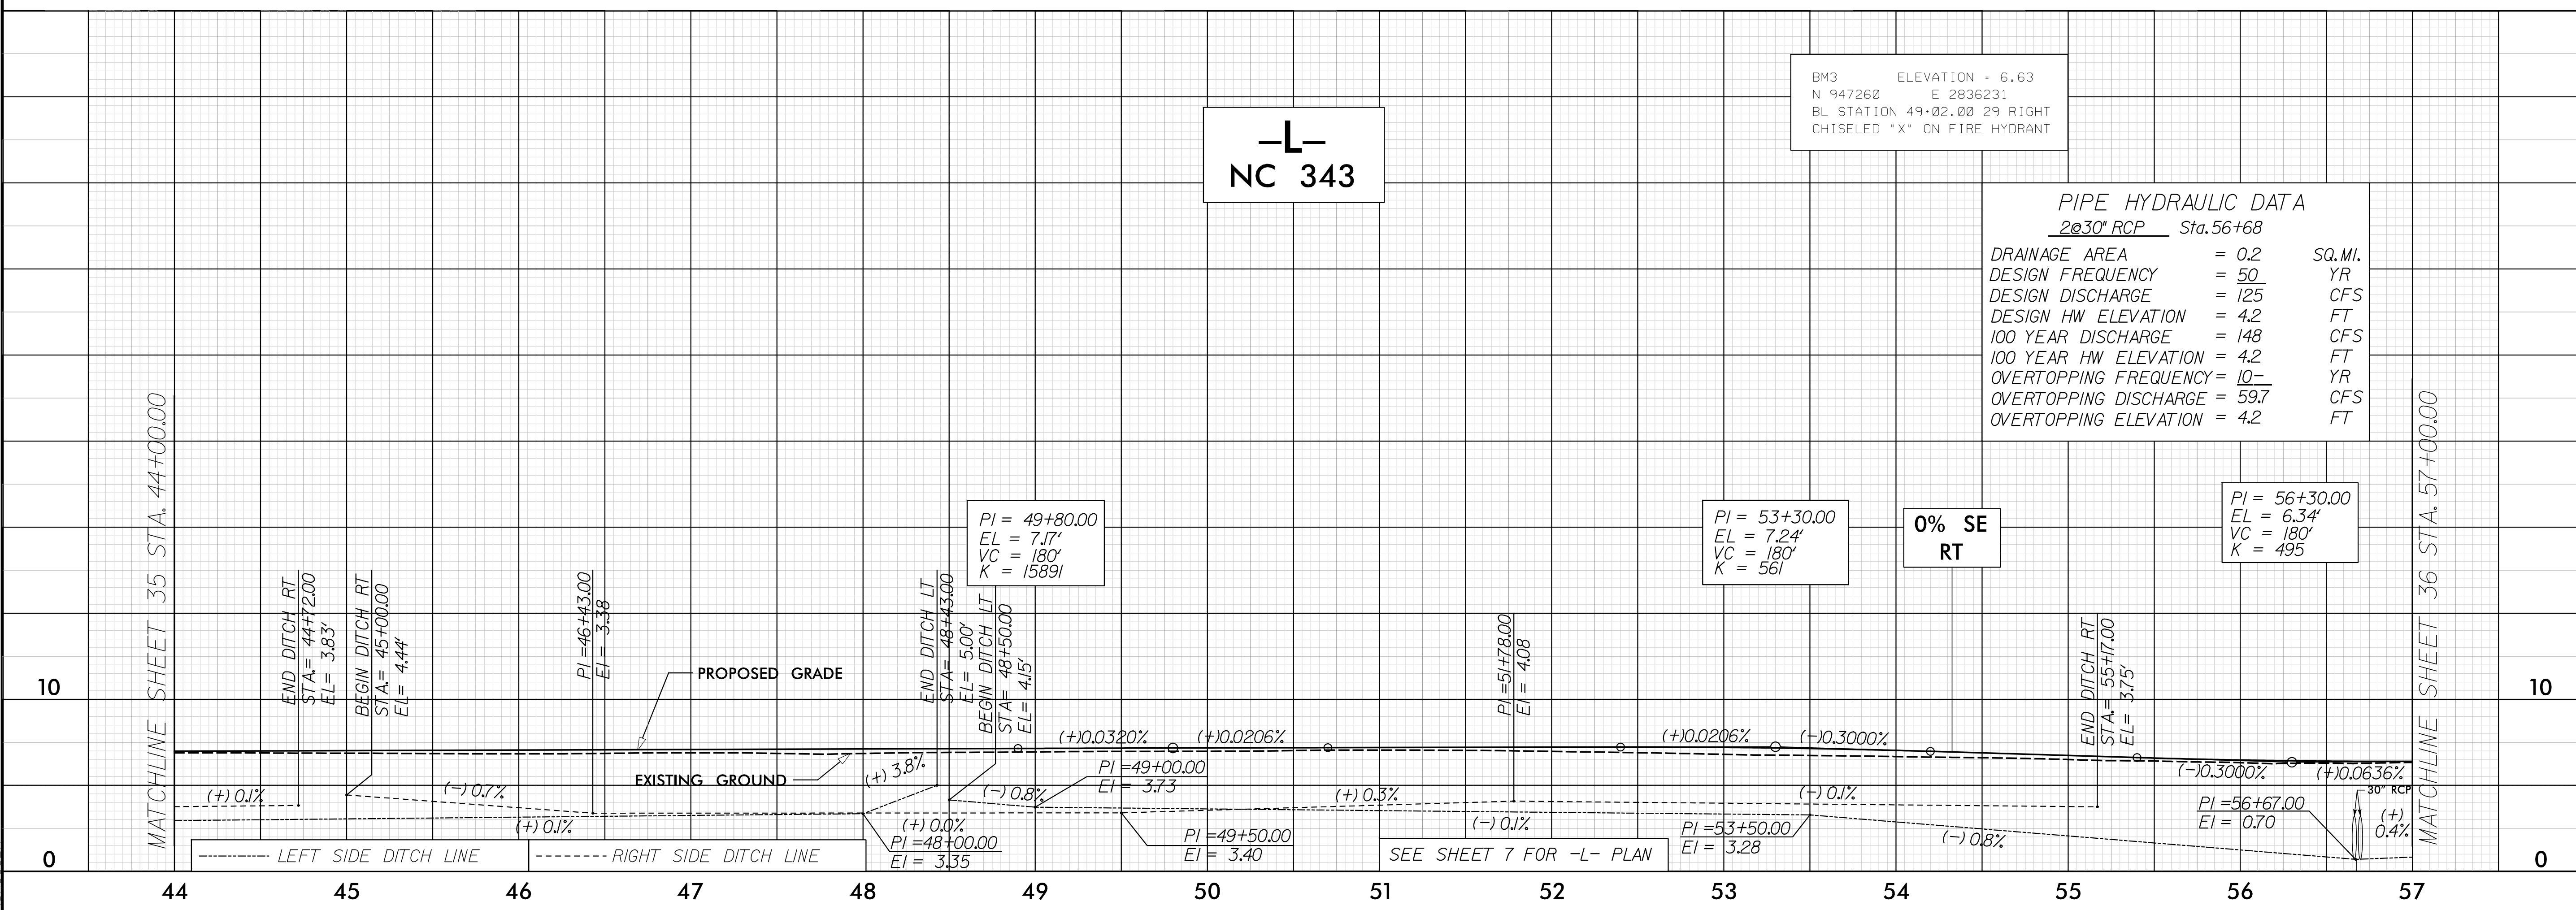 BM3 ELEVATION = 6.63
N 947260 E 2836231
BL STATION 49+02.00 29 RIGHT
CHISELED "X" ON FIRE HYDRANT
-L-
NC 343
PIPE HYDRAULIC DATA
2@30" RCP Sta.56+68
DRAINAGE AREA = 0.2 SQ.MI.
DESIGN FREQUENCY = 50 YR
DESIGN DISCHARGE = 125 CFS
DESIGN HW ELEVATION = 4.2 FT
100 YEAR DISCHARGE = 148 CFS
100 YEAR HW ELEVATION = 4.2 FT
OVERTOPPING FREQUENCY = 10- YR
OVERTOPPING DISCHARGE = 59.7 CFS
OVERTOPPING ELEVATION = 4.2 FT
MATCHLINE SHEET 35 STA. 44+00.00
END DITCH RT
STA.= 44+72.00
EL= 3.83'
BEGIN DITCH RT
STA.= 45+00.00
EL= 4.44'
PI =46+43.00
El = 3.38
END DITCH LT
STA.= 48+43.00
EL= 5.00'
BEGIN DITCH LT
STA.= 48+50.00
EL= 4.15'
PI = 49+80.00
EL = 7.17'
VC = 180'
K = 15891
PI =51+78.00
El = 4.08
PI = 53+30.00
EL = 7.24'
VC = 180'
K = 561
0% SE
RT
END DITCH RT
STA.= 55+17.00
EL= 3.75'
PI = 56+30.00
EL = 6.34'
VC = 180'
K = 495
MATCHLINE SHEET 36 STA. 57+00.00
10
10
PROPOSED GRADE
EXISTING GROUND
(+)0.0320%
(+)0.0206%
(+)0.0206%
(-)0.3000%
(-)0.3000%
(+)0.0636%
(+) 0.1%
(-) 0.7%
(+) 3.8%
(-) 0.8%
PI =49+00.00
El = 3.73
(+) 0.3%
(-) 0.1%
30" RCP
(+)
0.4%
PI =56+67.00
El = 0.70
(+) 0.1%
(+) 0.0%
PI =48+00.00
El = 3.35
PI =49+50.00
El = 3.40
(-) 0.1%
PI =53+50.00
El = 3.28
(-) 0.8%
LEFT SIDE DITCH LINE
RIGHT SIDE DITCH LINE
SEE SHEET 7 FOR -L- PLAN
0
0
44 45 46 47 48 49 50 51 52 53 54 55 56 57